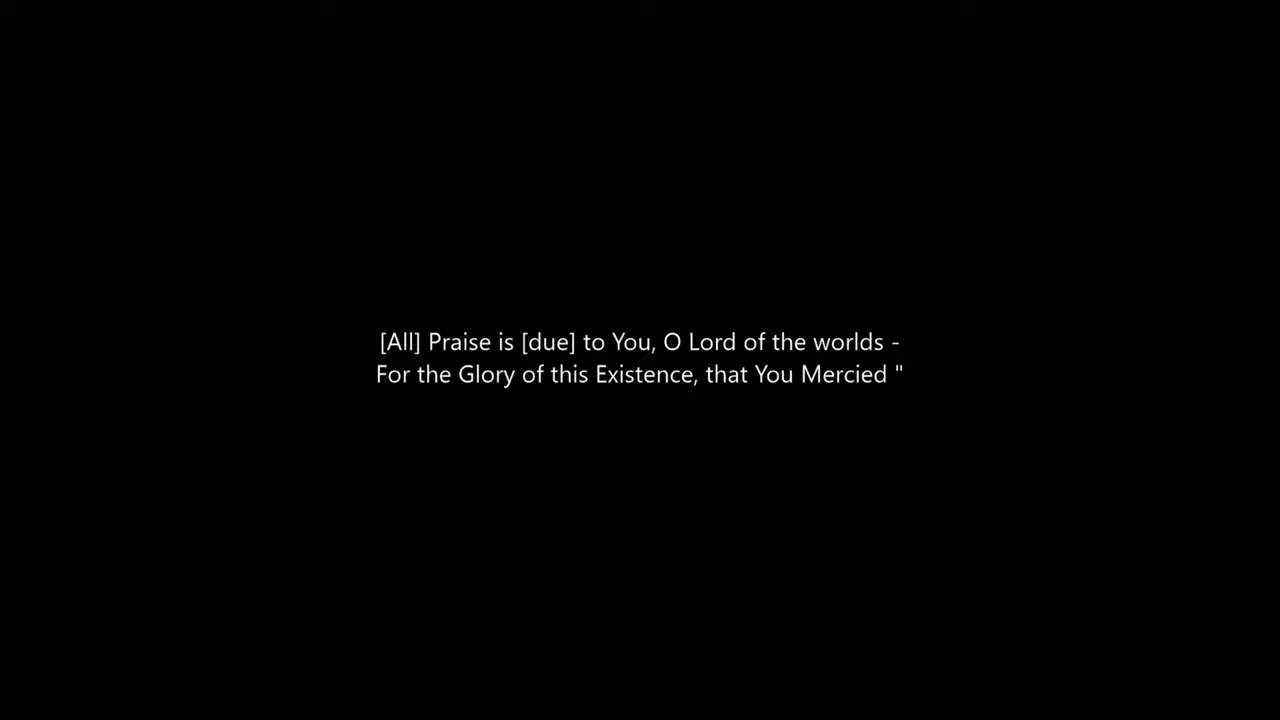 [All] Praise is [due] to You, O Lord of the worlds -
For the Glory of this Existence, that You Mercied "